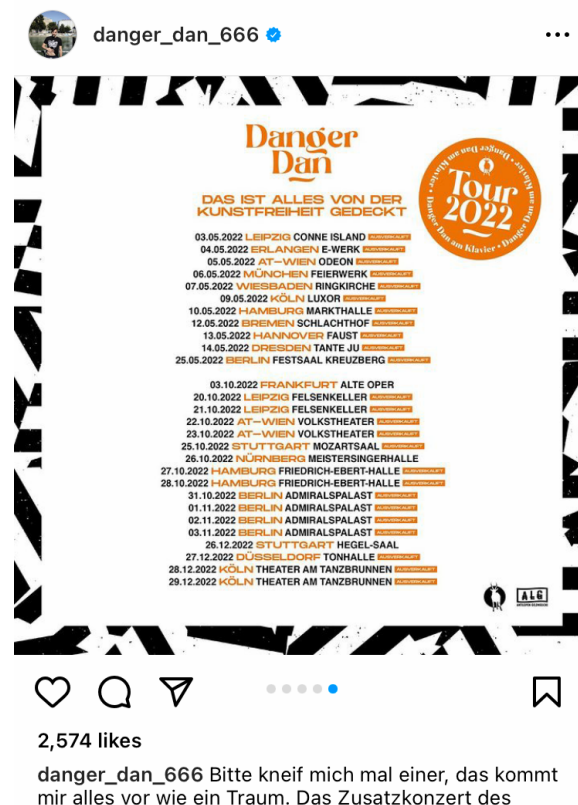 danger_dan_666
Danger
Dan
DAS IST ALLES VON DER
KUNSTFREIHEIT GEDECKT
Tour
2022
Danger Dan am Klavier • Danger Dan am Klavier •
03.05.2022 LEIPZIG CONNE ISLAND AUSVERKAUFT
04.05.2022 ERLANGEN E-WERK AUSVERKAUFT
05.05.2022 AT–WIEN ODEON AUSVERKAUFT
06.05.2022 MÜNCHEN FEIERWERK AUSVERKAUFT
07.05.2022 WIESBADEN RINGKIRCHE AUSVERKAUFT
09.05.2022 KÖLN LUXOR AUSVERKAUFT
10.05.2022 HAMBURG MARKTHALLE AUSVERKAUFT
12.05.2022 BREMEN SCHLACHTHOF AUSVERKAUFT
13.05.2022 HANNOVER FAUST AUSVERKAUFT
14.05.2022 DRESDEN TANTE JU AUSVERKAUFT
25.05.2022 BERLIN FESTSAAL KREUZBERG AUSVERKAUFT
03.10.2022 FRANKFURT ALTE OPER
20.10.2022 LEIPZIG FELSENKELLER AUSVERKAUFT
21.10.2022 LEIPZIG FELSENKELLER AUSVERKAUFT
22.10.2022 AT–WIEN VOLKSTHEATER AUSVERKAUFT
23.10.2022 AT–WIEN VOLKSTHEATER AUSVERKAUFT
25.10.2022 STUTTGART MOZARTSAAL AUSVERKAUFT
26.10.2022 NÜRNBERG MEISTERSINGERHALLE
27.10.2022 HAMBURG FRIEDRICH-EBERT-HALLE AUSVERKAUFT
28.10.2022 HAMBURG FRIEDRICH-EBERT-HALLE AUSVERKAUFT
31.10.2022 BERLIN ADMIRALSPALAST AUSVERKAUFT
01.11.2022 BERLIN ADMIRALSPALAST AUSVERKAUFT
02.11.2022 BERLIN ADMIRALSPALAST AUSVERKAUFT
03.11.2022 BERLIN ADMIRALSPALAST AUSVERKAUFT
26.12.2022 STUTTGART HEGEL-SAAL
27.12.2022 DÜSSELDORF TONHALLE AUSVERKAUFT
28.12.2022 KÖLN THEATER AM TANZBRUNNEN AUSVERKAUFT
29.12.2022 KÖLN THEATER AM TANZBRUNNEN AUSVERKAUFT
ALG
2,574 likes
danger_dan_666 Bitte kneif mich mal einer, das kommt
mir alles vor wie ein Traum. Das Zusatzkonzert des